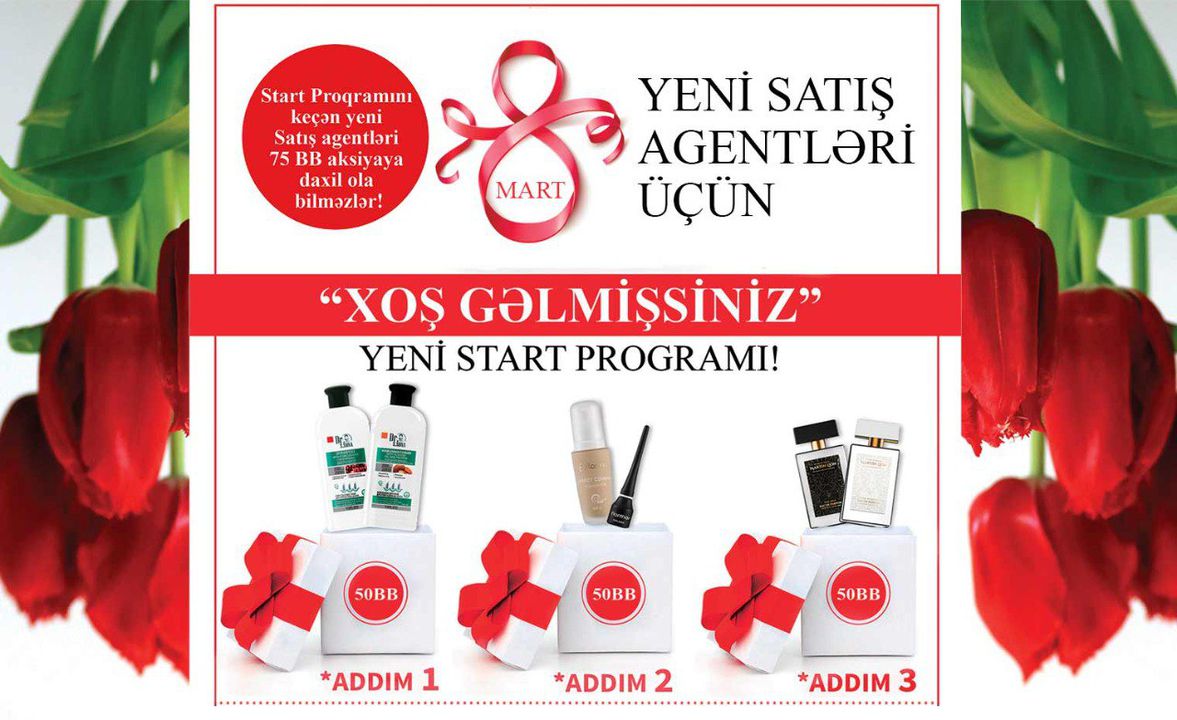 Start Proqramını
keçən yeni
Satış agentləri
75 BB aksiyaya
daxil ola
bilməzlər!
8
MART
YENİ SATIŞ
AGENTLƏRİ
ÜÇÜN
“XOŞ GƏLMİŞSİNİZ”
YENİ START PROGRAMI!
Dr.
50BB
50BB
50BB
*ADDIM 1
*ADDIM 2
*ADDIM 3